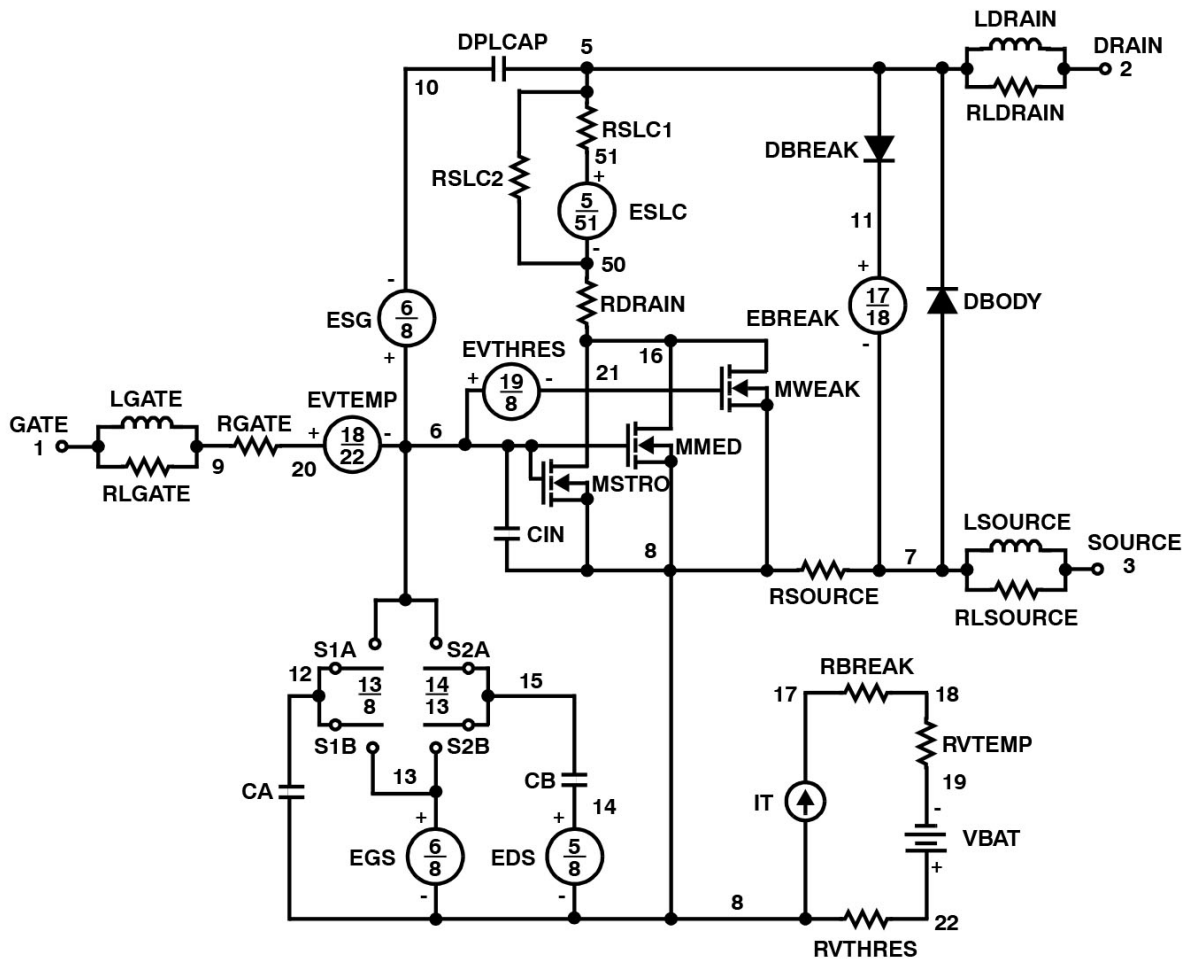 LDRAIN
DPLCAP
5
DRAIN
2
10
RLDRAIN
RSLC1
51
+
DBREAK
RSLC2
5
51
ESLC
-
50
11
+
-
RDRAIN
17
18
EBREAK
DBODY
6
8
ESG
-
+
EVTHRES
16
21
+
19
8
-
MWEAK
LGATE
EVTEMP
GATE
1
RGATE
+
18
22
-
6
MMED
9
20
RLGATE
MSTRO
LSOURCE
CIN
8
7
SOURCE
3
RSOURCE
RLSOURCE
S1A
S2A
12
13
8
14
13
15
RBREAK
17
18
S1B
S2B
RVTEMP
13
CB
CA
14
IT
19
-
VBAT
+
+
+
EGS
6
8
EDS
5
8
-
-
8
22
RVTHRES